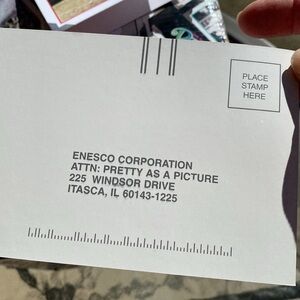 PLACE
STAMP
HERE
ENESCO CORPORATION
ATTN: PRETTY AS A PICTURE
225 WINDSOR DRIVE
ITASCA, IL 60143-1225